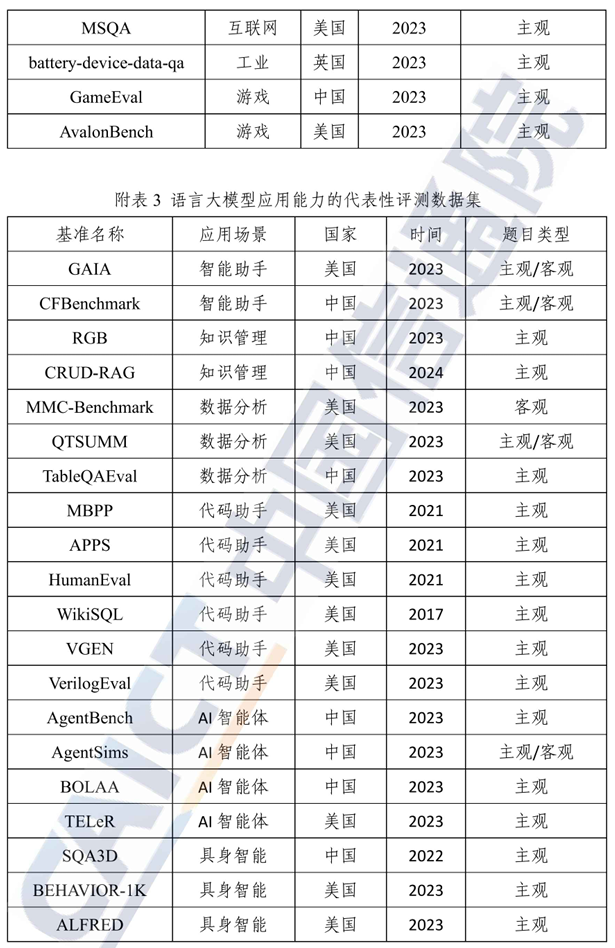 MSQA 互联网 美国 2023 主观
battery-device-data-qa 工业 英国 2023 主观
GameEval 游戏 中国 2023 主观
AvalonBench 游戏 美国 2023 主观
附表 3 语言大模型应用能力的代表性评测数据集
基准名称 应用场景 国家 时间 题目类型
GAIA 智能助手 美国 2023 主观/客观
CFBenchmark 智能助手 中国 2023 主观/客观
RGB 知识管理 中国 2023 主观
CRUD-RAG 知识管理 中国 2024 主观
MMC-Benchmark 数据分析 美国 2023 客观
QTSUMM 数据分析 美国 2023 主观/客观
TableQAEval 数据分析 中国 2023 主观
MBPP 代码助手 美国 2021 主观
APPS 代码助手 美国 2021 主观
HumanEval 代码助手 美国 2021 主观
WikiSQL 代码助手 美国 2017 主观
VGEN 代码助手 美国 2023 主观
VerilogEval 代码助手 美国 2023 主观
AgentBench AI 智能体 中国 2023 主观
AgentSims AI 智能体 中国 2023 主观/客观
BOLAA AI 智能体 中国 2023 主观
TELeR AI 智能体 美国 2023 主观
SQA3D 具身智能 中国 2022 主观
BEHAVIOR-1K 具身智能 美国 2023 主观
ALFRED 具身智能 美国 2023 主观
CAICT 中国信通院